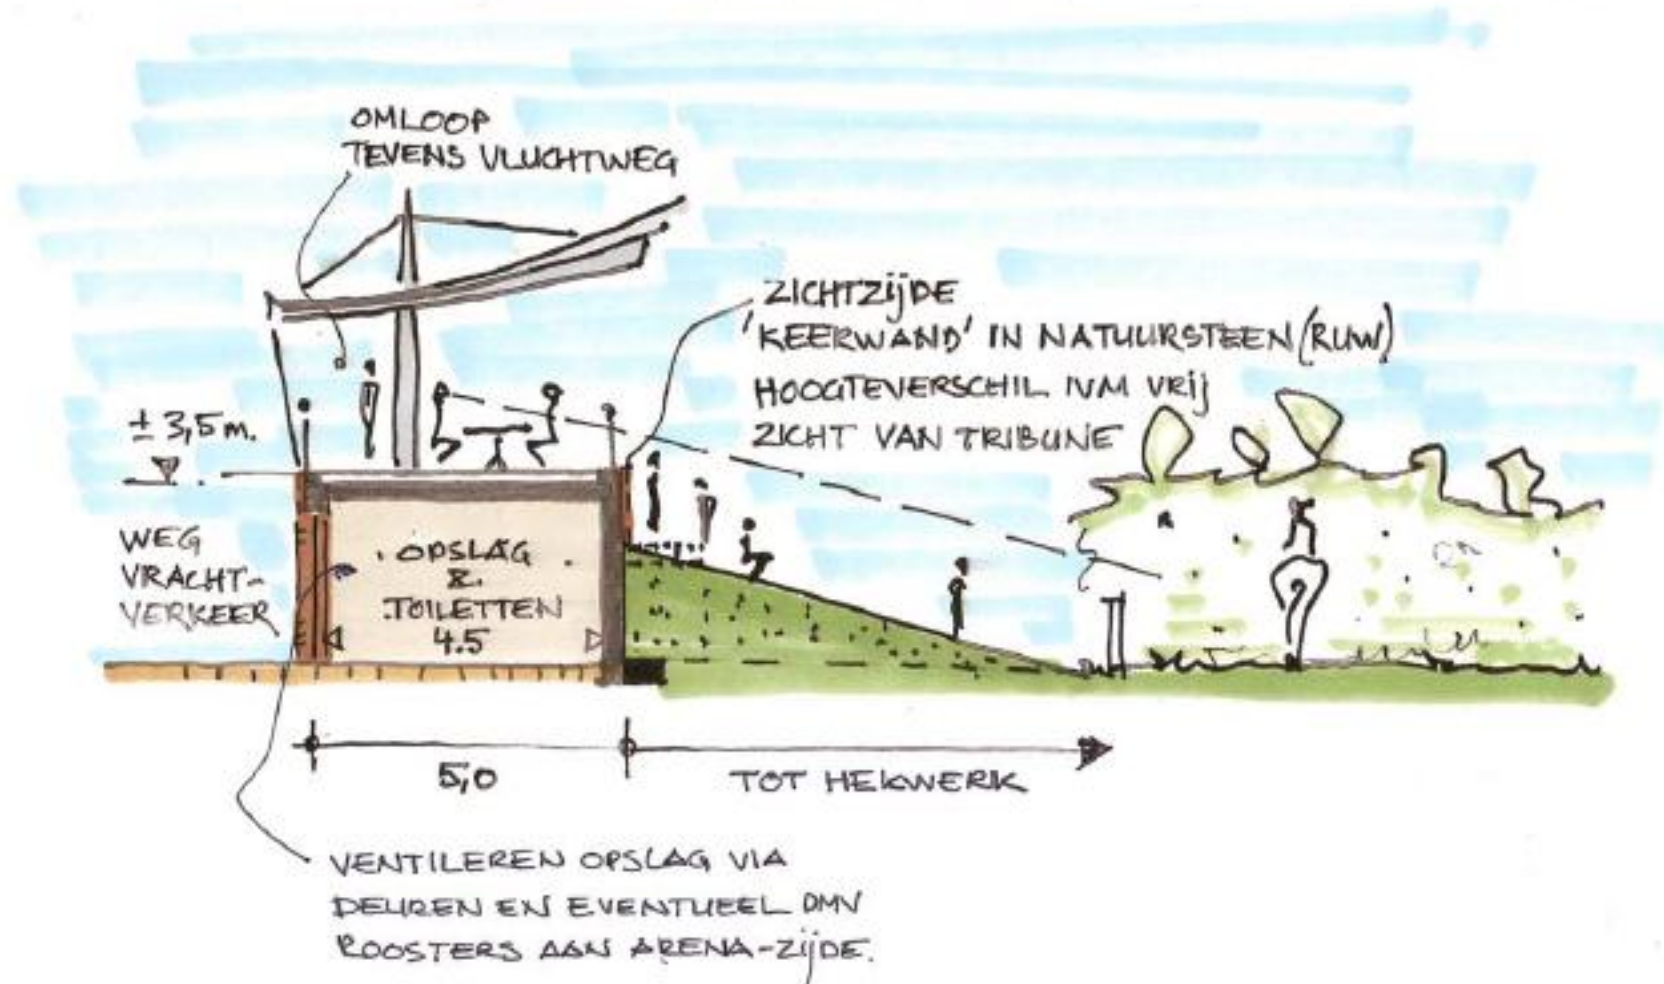 OMLOOP
TEVENS VLUCHTWEG
ZICHTZIJDE
'KEERWAND' IN NATUURSTEEN (RUW)
HOOGTEVERSCHIL IVM VRIJ
ZICHT VAN TRIBUNE
± 3,5 m.
WEG
VRACHT-
VERKEER
OPSLAG
&
TOILETTEN
4.5
5,0
TOT HEKWERK
VENTILEREN OPSLAG VIA
DEUREN EN EVENTUEEL DMV
ROOSTERS AAN ARENA-ZIJDE.